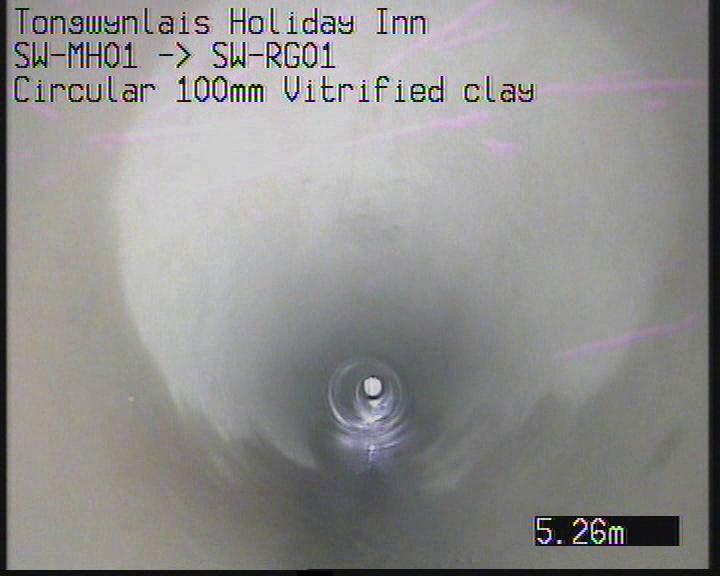 Tongwynlais Holiday Inn
SW-MH01 -> SW-RG01
Circular 100mm Vitrified clay
5.26m